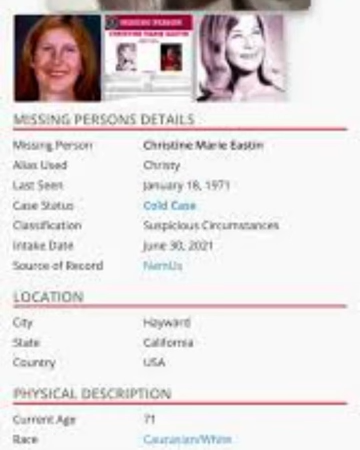 MISSING PERSON
CHRISTINE MARIE EASTIN
MISSING PERSONS DETAILS
Missing Person Christine Marie Eastin
Alias Used Christy
Last Seen January 18, 1971
Case Status Cold Case
Classification Suspicious Circumstances
Intake Date June 30, 2021
Source of Record NamUs
LOCATION
City Hayward
State California
Country USA
PHYSICAL DESCRIPTION
Current Age 71
Race Caucasian/White